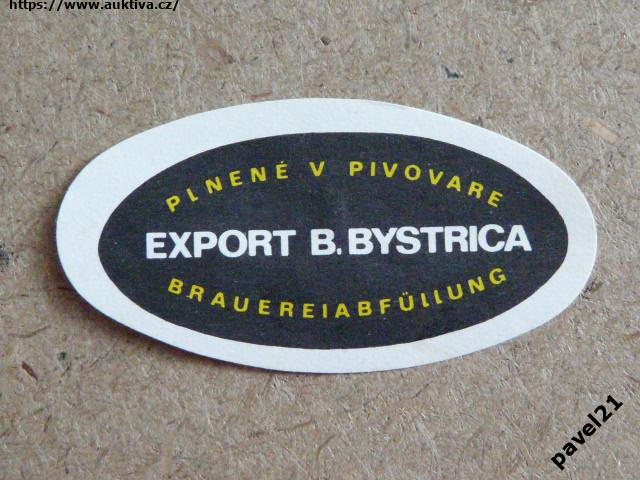 https://www.auktiva.cz/
PLNENÉ V PIVOVARE
EXPORT B. BYSTRICA
BRAUEREIABFÜLLUNG
pavel21